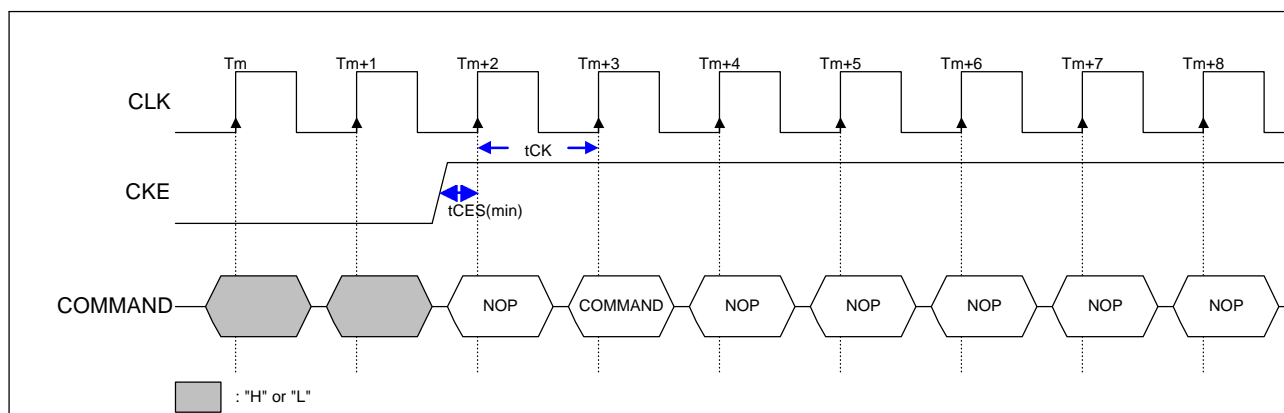 Tm Tm+1 Tm+2 Tm+3 Tm+4 Tm+5 Tm+6 Tm+7 Tm+8
CLK
tCK
CKE
tCES(min)
COMMAND NOP COMMAND NOP NOP NOP NOP NOP
: "H" or "L"